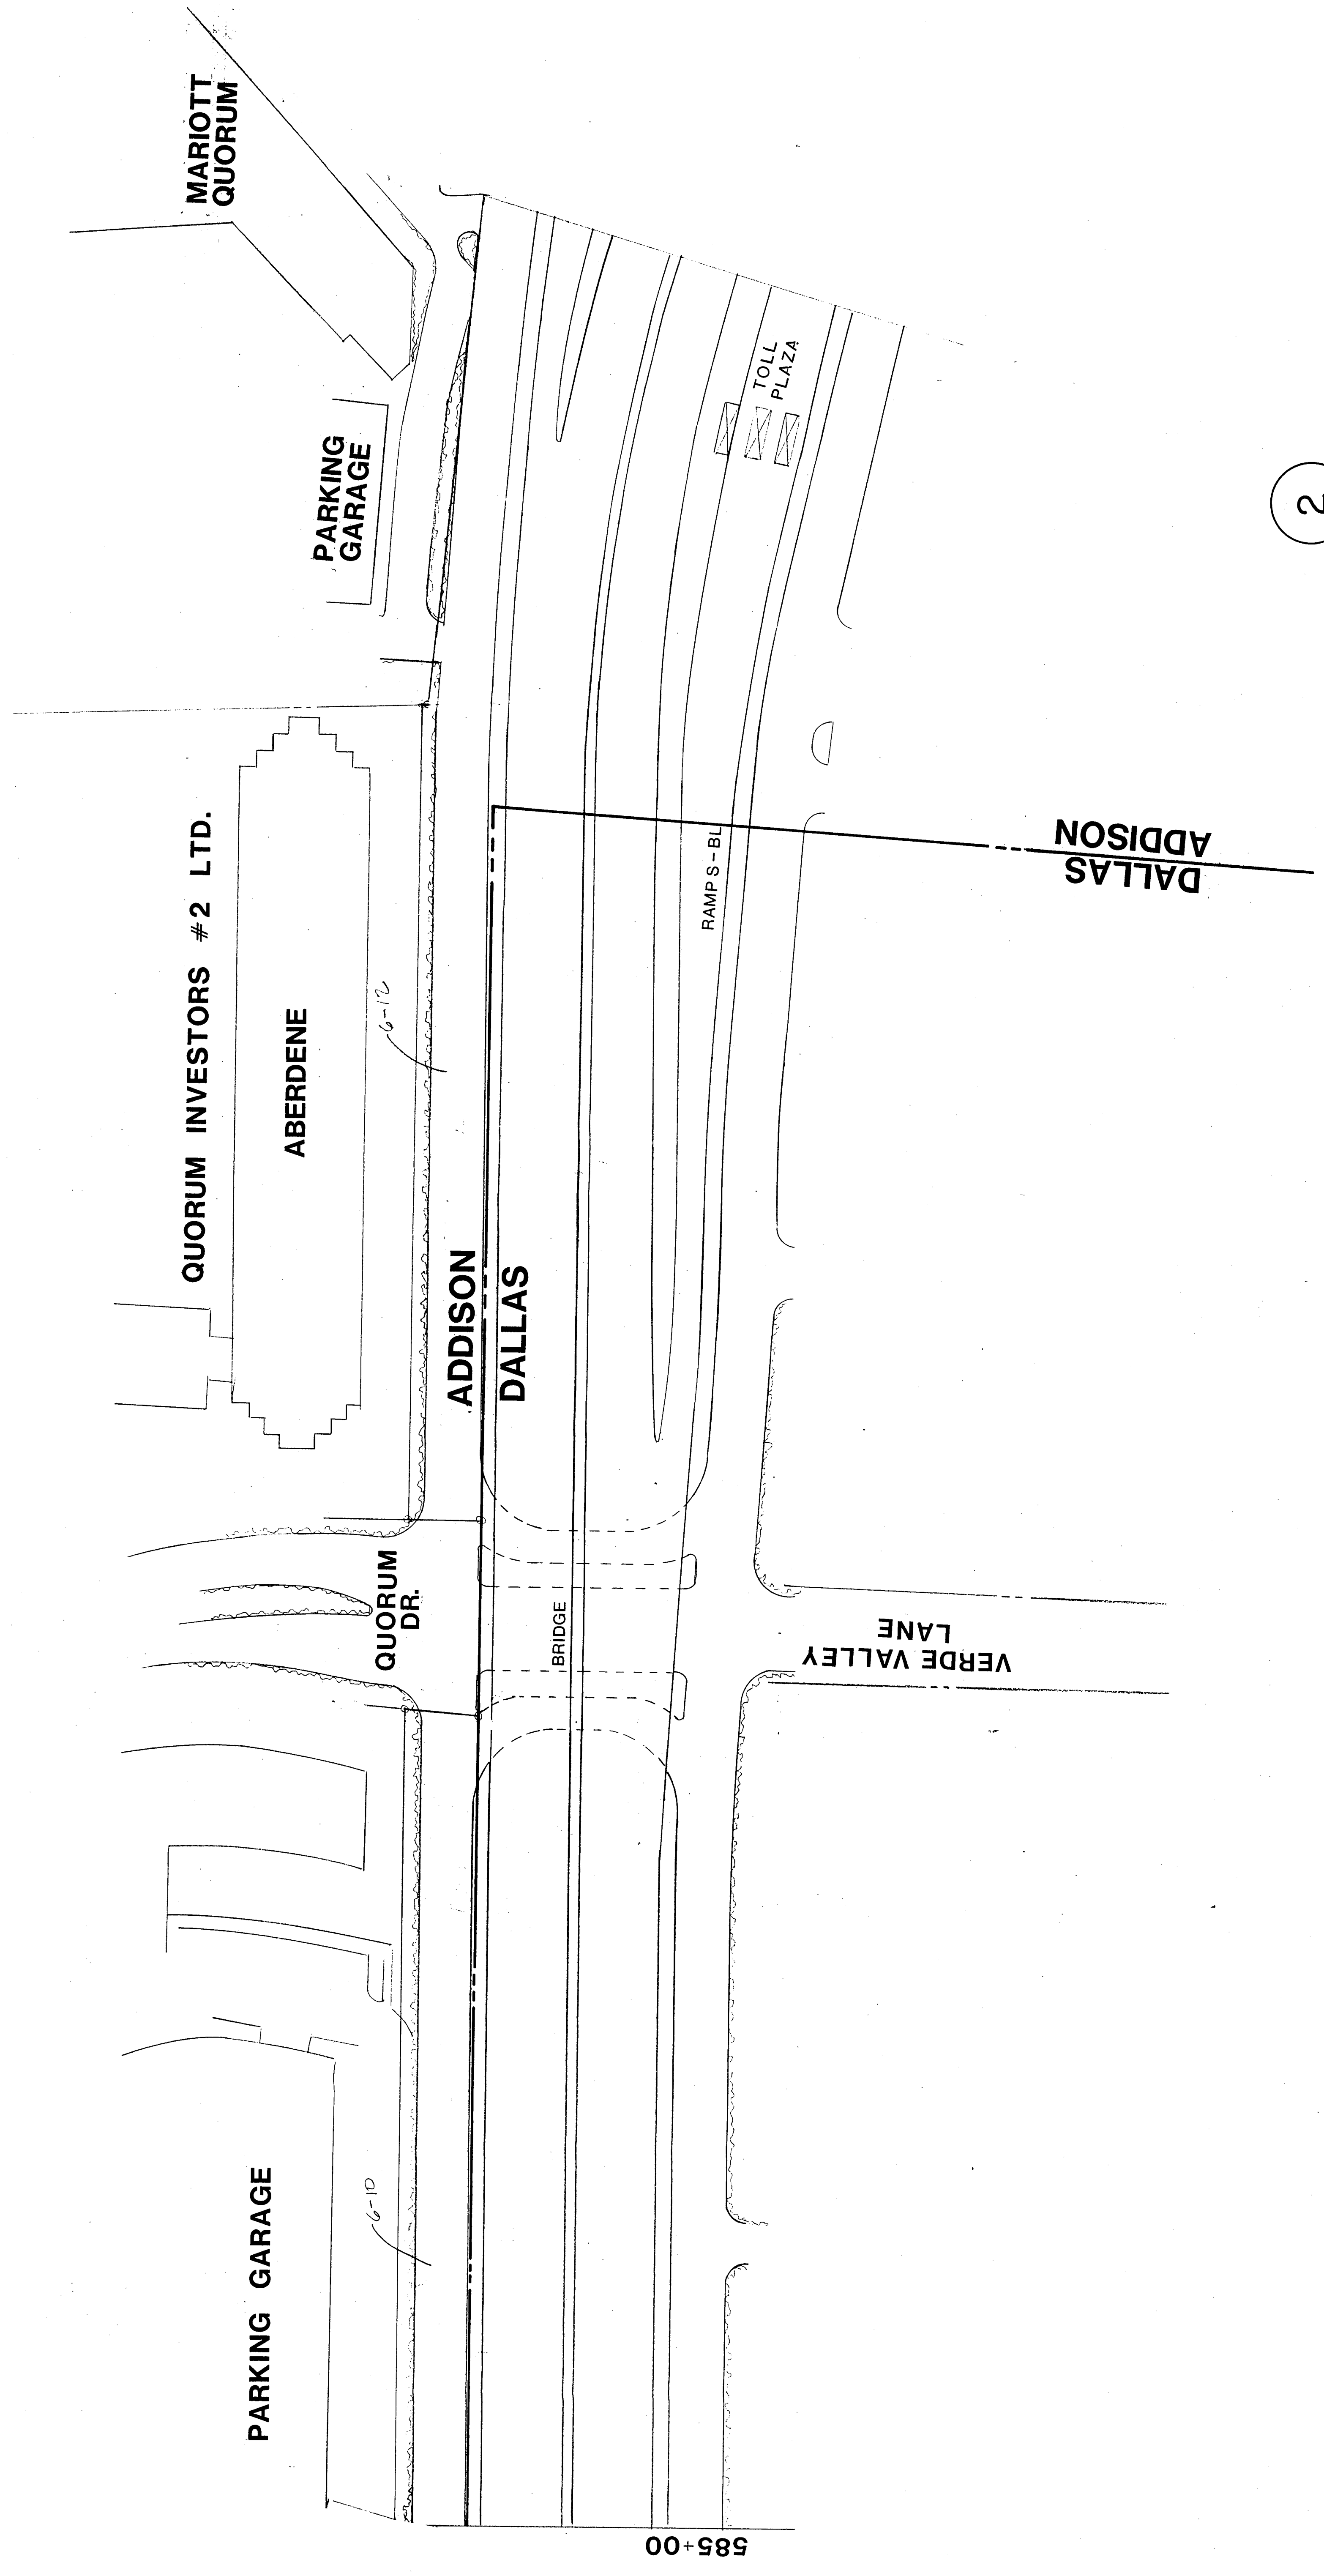 MARIOTT
QUORUM
PARKING
GARAGE
TOLL
PLAZA
2
QUORUM INVESTORS #2 LTD.
ABERDENE
6-12
RAMP S-BL
ADDISON
DALLAS
ADDISON
DALLAS
QUORUM
DR.
BRIDGE
VERDE VALLEY
LANE
PARKING GARAGE
6-10
585+00